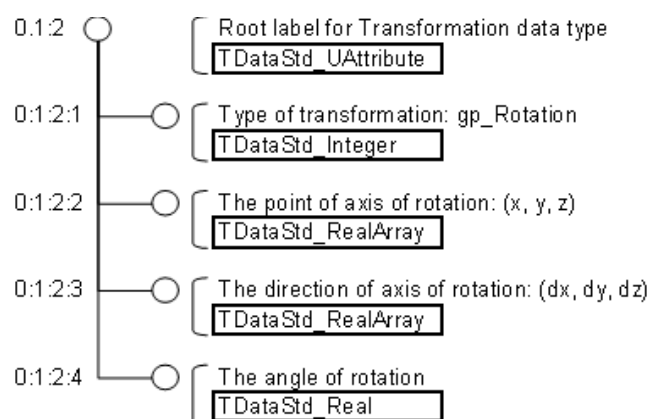 0.1:2 Root label for Transformation data type
TDataStd_UAttribute
0:1:2:1 Type of transformation: gp_Rotation
TDataStd_Integer
0:1:2:2 The point of axis of rotation: (x, y, z)
TDataStd_RealArray
0:1:2:3 The direction of axis of rotation: (dx, dy, dz)
TDataStd_RealArray
0:1:2:4 The angle of rotation
TDataStd_Real